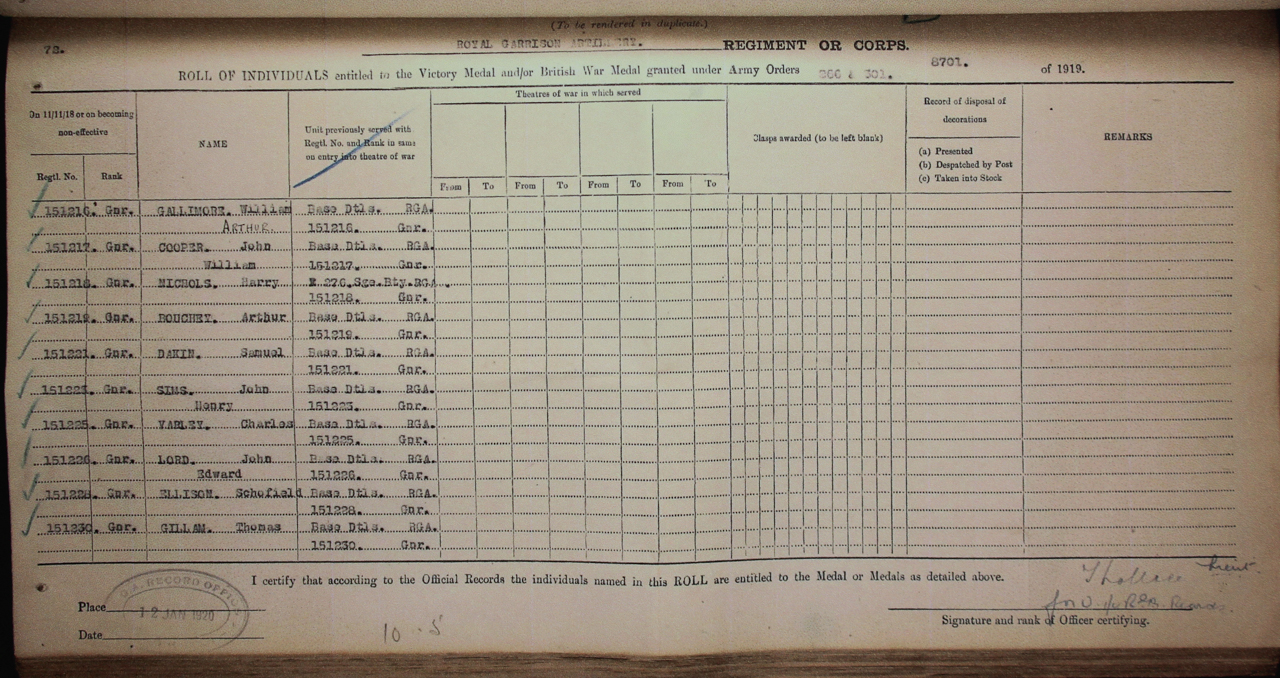 (To be rendered in duplicate.)
73.
ROYAL GARRISON ARTILLERY. REGIMENT OR CORPS.
ROLL OF INDIVIDUALS entitled to the Victory Medal and/or British War Medal granted under Army Orders 266 & 301. 8701. of 1919.
On 11/11/18 or on becoming non-effective
Regtl. No. Rank
NAME
Unit previously served with
Regtl. No. and Rank in same
on entry into theatre of war
Theatres of war in which served
From To From To From To From To
Clasps awarded (to be left blank)
Record of disposal of
decorations
(a) Presented
(b) Despatched by Post
(c) Taken into Stock
REMARKS
151216. Gnr. GALLIMORE. William Base Dtls. RGA.
ARTHUR 151216. Gnr.
151217. Gnr. COOPER. John Base Dtls. RGA.
William 151217. Gnr.
151218. Gnr. NICHOLS. Harry 276.Sge.Bty.RGA.
151218. Gnr.
151219. Gnr. BOUCHEY. Arthur Base Dtls. RGA.
151219. Gnr.
151221. Gnr. DAKIN. Samuel Base Dtls. RGA.
151221. Gnr.
151223. Gnr. SIMS. John Base Dtls. RGA.
Henry 151223. Gnr.
151225. Gnr. VARLEY. Charles Base Dtls. RGA.
151225. Gnr.
151226. Gnr. LORD. John Base Dtls. RGA.
Edward 151226. Gnr.
151228. Gnr. ELLISON. Schofield Base Dtls. RGA.
151228. Gnr.
151230. Gnr. GILLAM. Thomas Base Dtls. RGA.
151230. Gnr.
I certify that according to the Official Records the individuals named in this ROLL are entitled to the Medal or Medals as detailed above.
Place
R.G.A RECORD OFFICE
12 JAN 1920
Date
10 - 5
Lieut.
for O. i/c R.G.A. Records.
Signature and rank of Officer certifying.